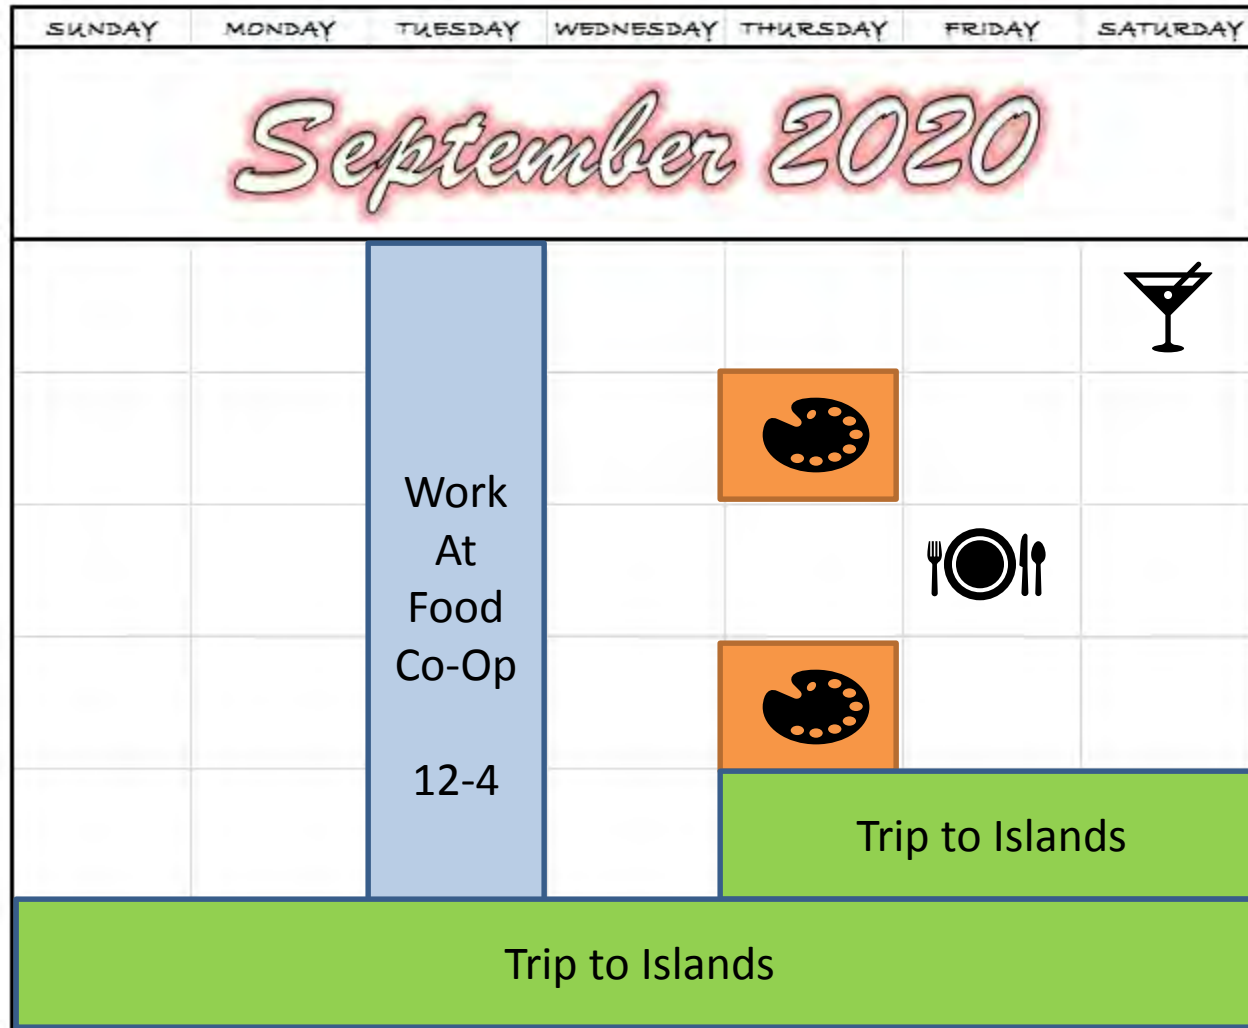 SUNDAY MONDAY TUESDAY WEDNESDAY THURSDAY FRIDAY SATURDAY
September 2020
Work
At
Food
Co-Op
12-4
Trip to Islands
Trip to Islands